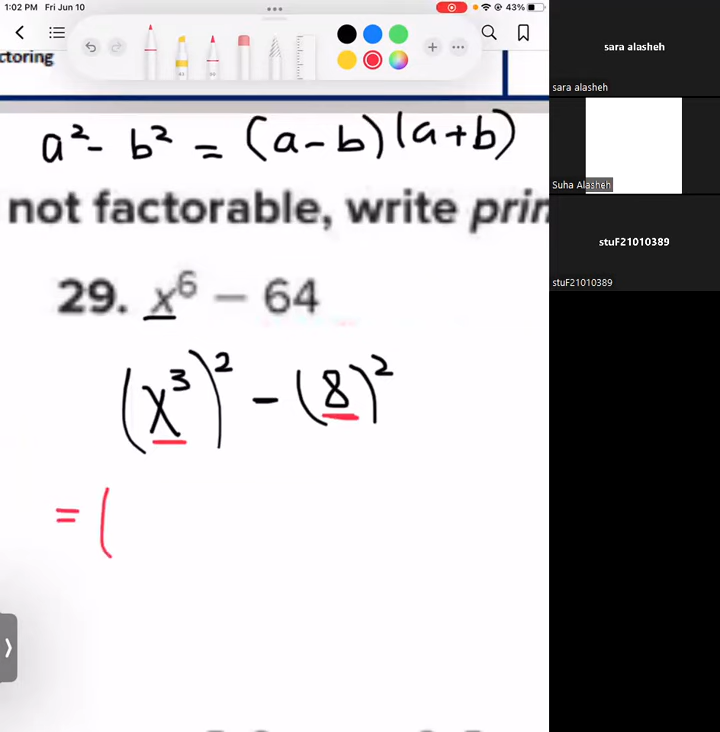 1:02 PM Fri Jun 10
43%
ctoring
a² - b² = (a-b)(a+b)
not factorable, write prin
29. x⁶ − 64
(x³)² - (8)²
= (
sara alasheh
sara alasheh
Suha Alasheh
stuF21010389
stuF21010389